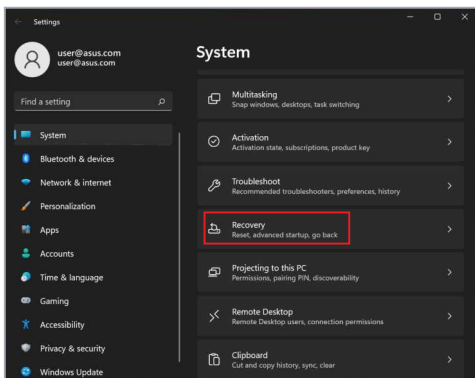 Settings
user@asus.com
user@asus.com
Find a setting
System
Bluetooth & devices
Network & internet
Personalization
Apps
Accounts
Time & language
Gaming
Accessibility
Privacy & security
Windows Update
System
Multitasking
Snap windows, desktops, task switching
Activation
Activation state, subscriptions, product key
Troubleshoot
Recommended troubleshooters, preferences, history
Recovery
Reset, advanced startup, go back
Projecting to this PC
Permissions, pairing PIN, discoverability
Remote Desktop
Remote Desktop users, connection permissions
Clipboard
Cut and copy history, sync, clear